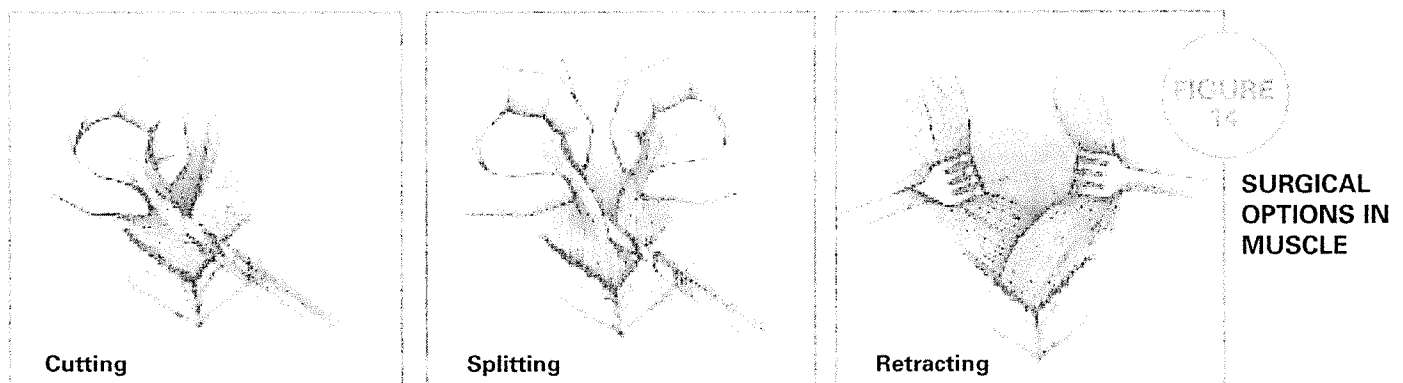 FIGURE
14
SURGICAL
OPTIONS IN
MUSCLE
Cutting
Splitting
Retracting